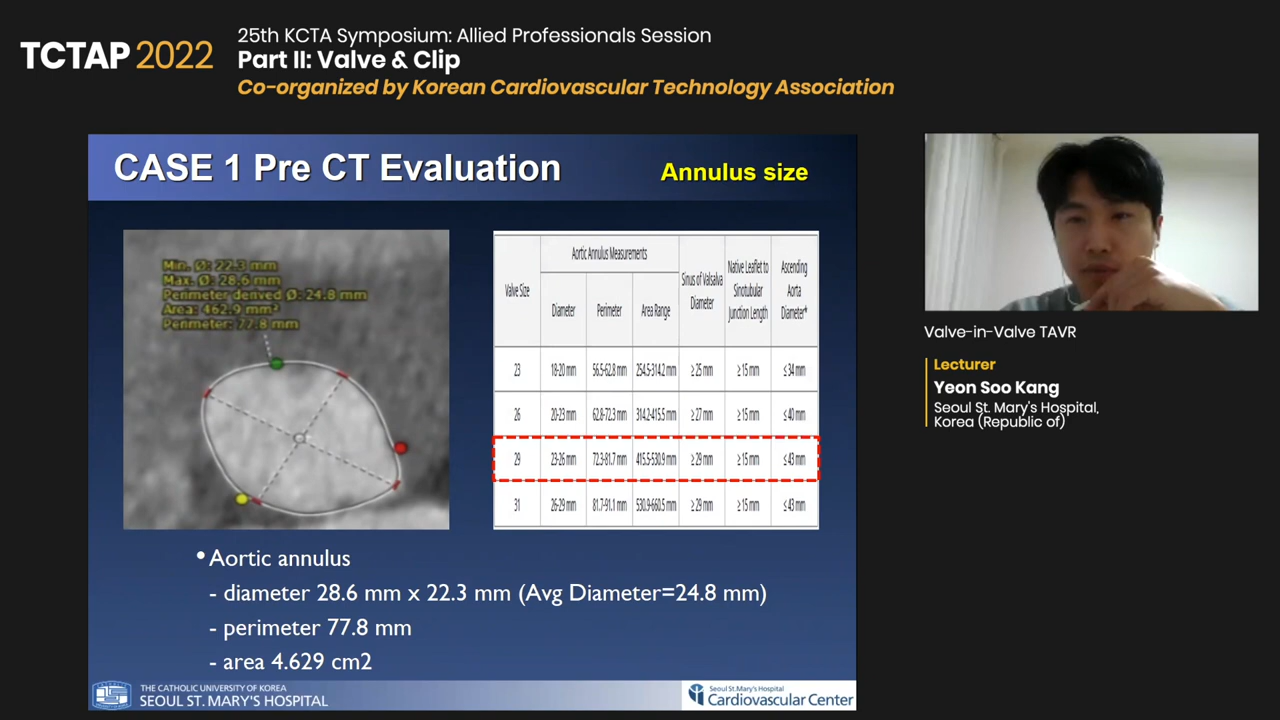 TCTAP 2022
25th KCTA Symposium: Allied Professionals Session
Part II: Valve & Clip
Co-organized by Korean Cardiovascular Technology Association
CASE 1 Pre CT Evaluation
Annulus size
Min. Ø: 22.3 mm
Max. Ø: 28.6 mm
Perimeter derived Ø: 24.8 mm
Area: 462.9 mm²
Perimeter: 77.8 mm
Valve Size
Aortic Annulus Measurements
Diameter
Perimeter
Area Range
Sinus of Valsalva
Diameter
Native Leaflet to
Sinotubular
Junction Length
Ascending
Aorta
Diameter*
23 18-20 mm 56.5-62.8 mm 254.5-314.2 mm ≥25 mm ≥15 mm ≤34 mm
26 20-23 mm 62.8-72.3 mm 314.2-415.5 mm ≥27 mm ≥15 mm ≤40 mm
29 23-26 mm 72.3-81.7 mm 415.5-530.9 mm ≥29 mm ≥15 mm ≤43 mm
31 26-29 mm 81.7-91.1 mm 530.9-660.5 mm ≥29 mm ≥15 mm ≤43 mm
• Aortic annulus
- diameter 28.6 mm x 22.3 mm (Avg Diameter=24.8 mm)
- perimeter 77.8 mm
- area 4.629 cm2
THE CATHOLIC UNIVERSITY OF KOREA
SEOUL ST. MARY'S HOSPITAL
Seoul St. Mary's Hospital
Cardiovascular Center
Valve-in-Valve TAVR
Lecturer
Yeon Soo Kang
Seoul St. Mary's Hospital,
Korea (Republic of)